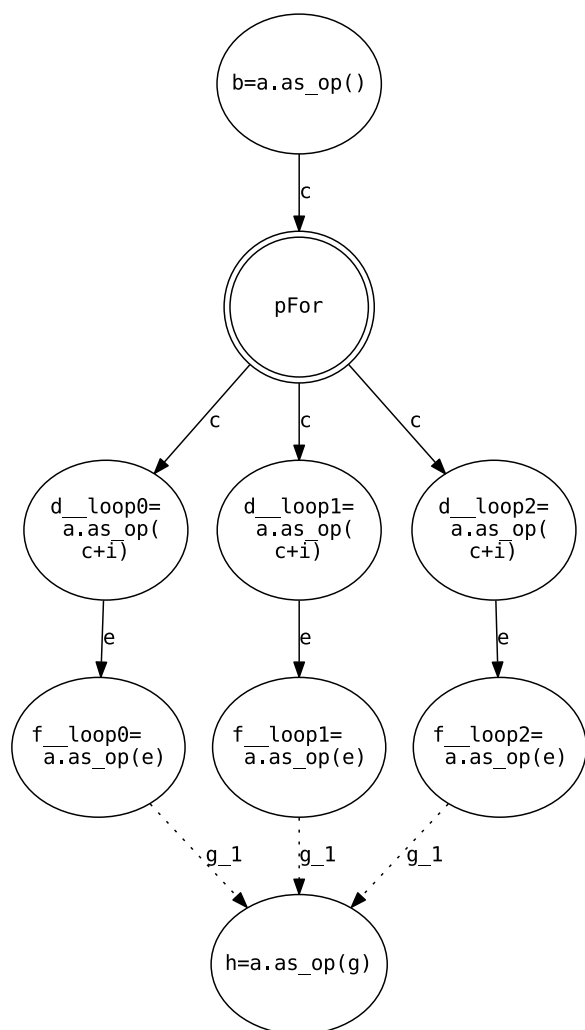 b=a.as_op()
c
pFor
c
c
c
d__loop0=
a.as_op(
c+i)
d__loop1=
a.as_op(
c+i)
d__loop2=
a.as_op(
c+i)
e
e
e
f__loop0=
a.as_op(e)
f__loop1=
a.as_op(e)
f__loop2=
a.as_op(e)
g_1
g_1
g_1
h=a.as_op(g)